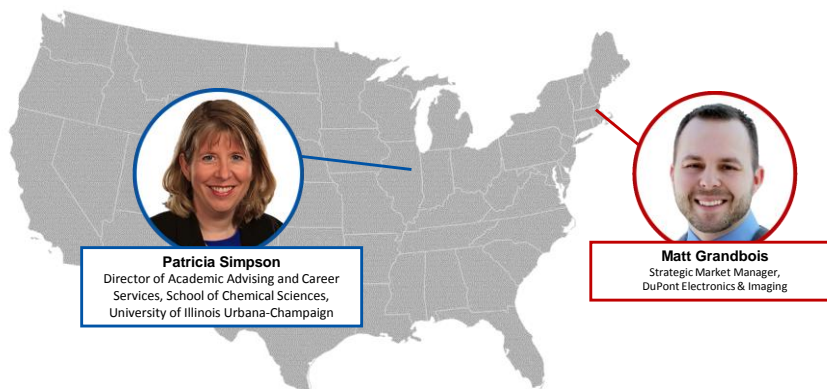 Patricia Simpson
Director of Academic Advising and Career
Services, School of Chemical Sciences,
University of Illinois Urbana-Champaign
Matt Grandbois
Strategic Market Manager,
DuPont Electronics & Imaging